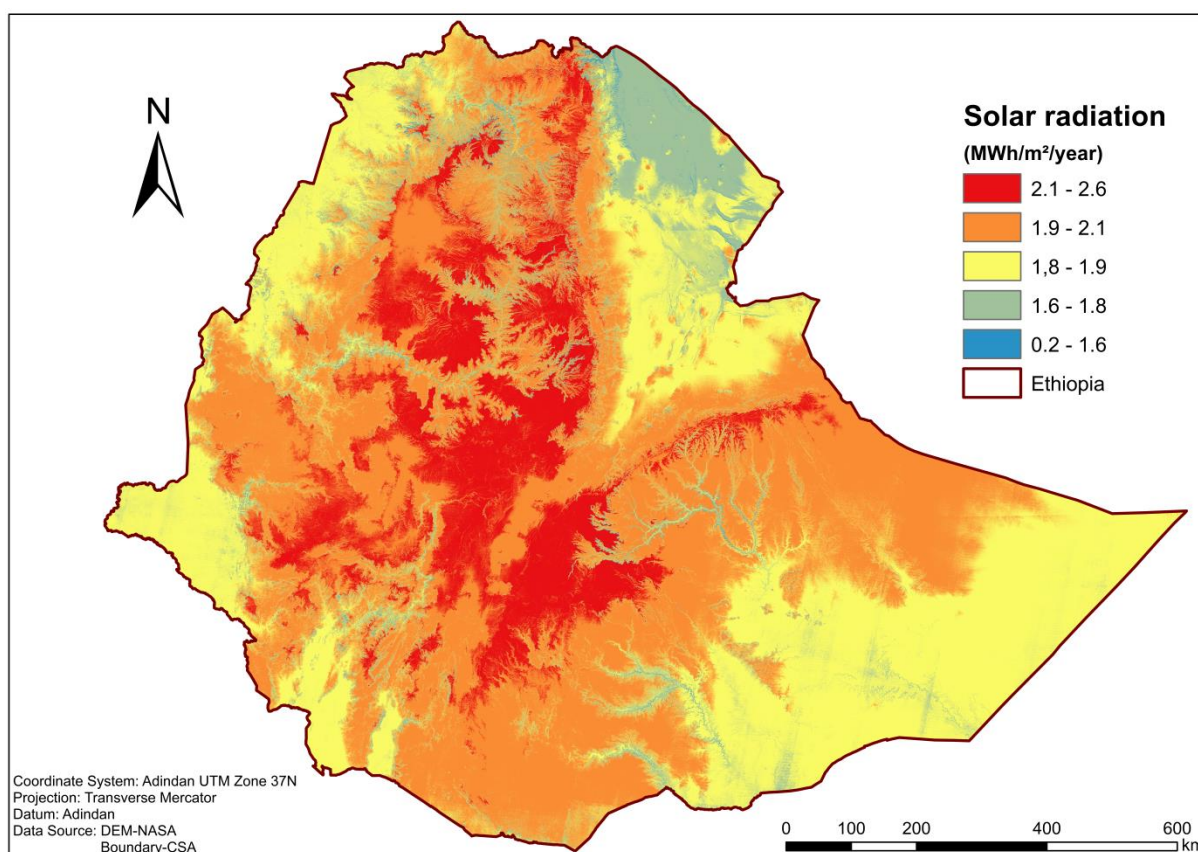 N
Solar radiation
(MWh/m²/year)
2.1 - 2.6
1.9 - 2.1
1.8 - 1.9
1.6 - 1.8
0.2 - 1.6
Ethiopia
Coordinate System: Adindan UTM Zone 37N
Projection: Transverse Mercator
Datum: Adindan
Data Source: DEM-NASA
Boundary-CSA
0 100 200 400 600
km